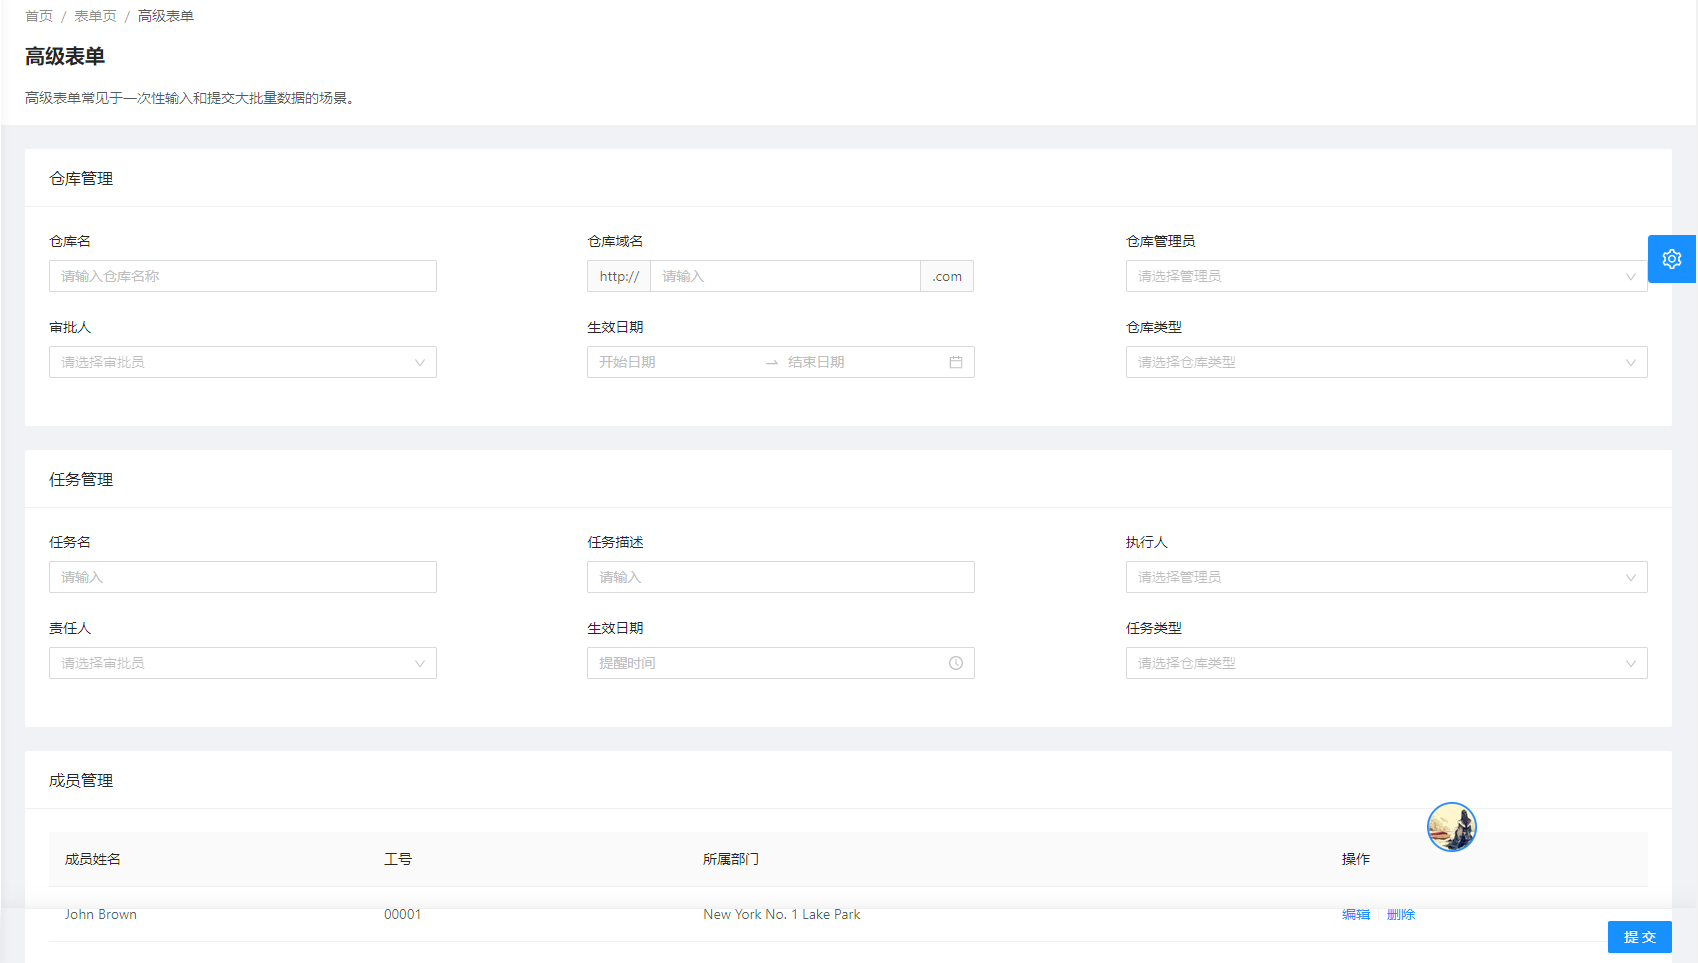 首页 / 表单页 / 高级表单
高级表单
高级表单常见于一次性输入和提交大批量数据的场景。
仓库管理
仓库名 仓库域名 仓库管理员
请输入仓库名称 http:// 请输入 .com 请选择管理员
审批人 生效日期 仓库类型
请选择审批员 开始日期 → 结束日期 请选择仓库类型
任务管理
任务名 任务描述 执行人
请输入 请输入 请选择管理员
责任人 生效日期 任务类型
请选择审批员 提醒时间 请选择仓库类型
成员管理
成员姓名 工号 所属部门 操作
John Brown 00001 New York No. 1 Lake Park 编辑 删除
提交